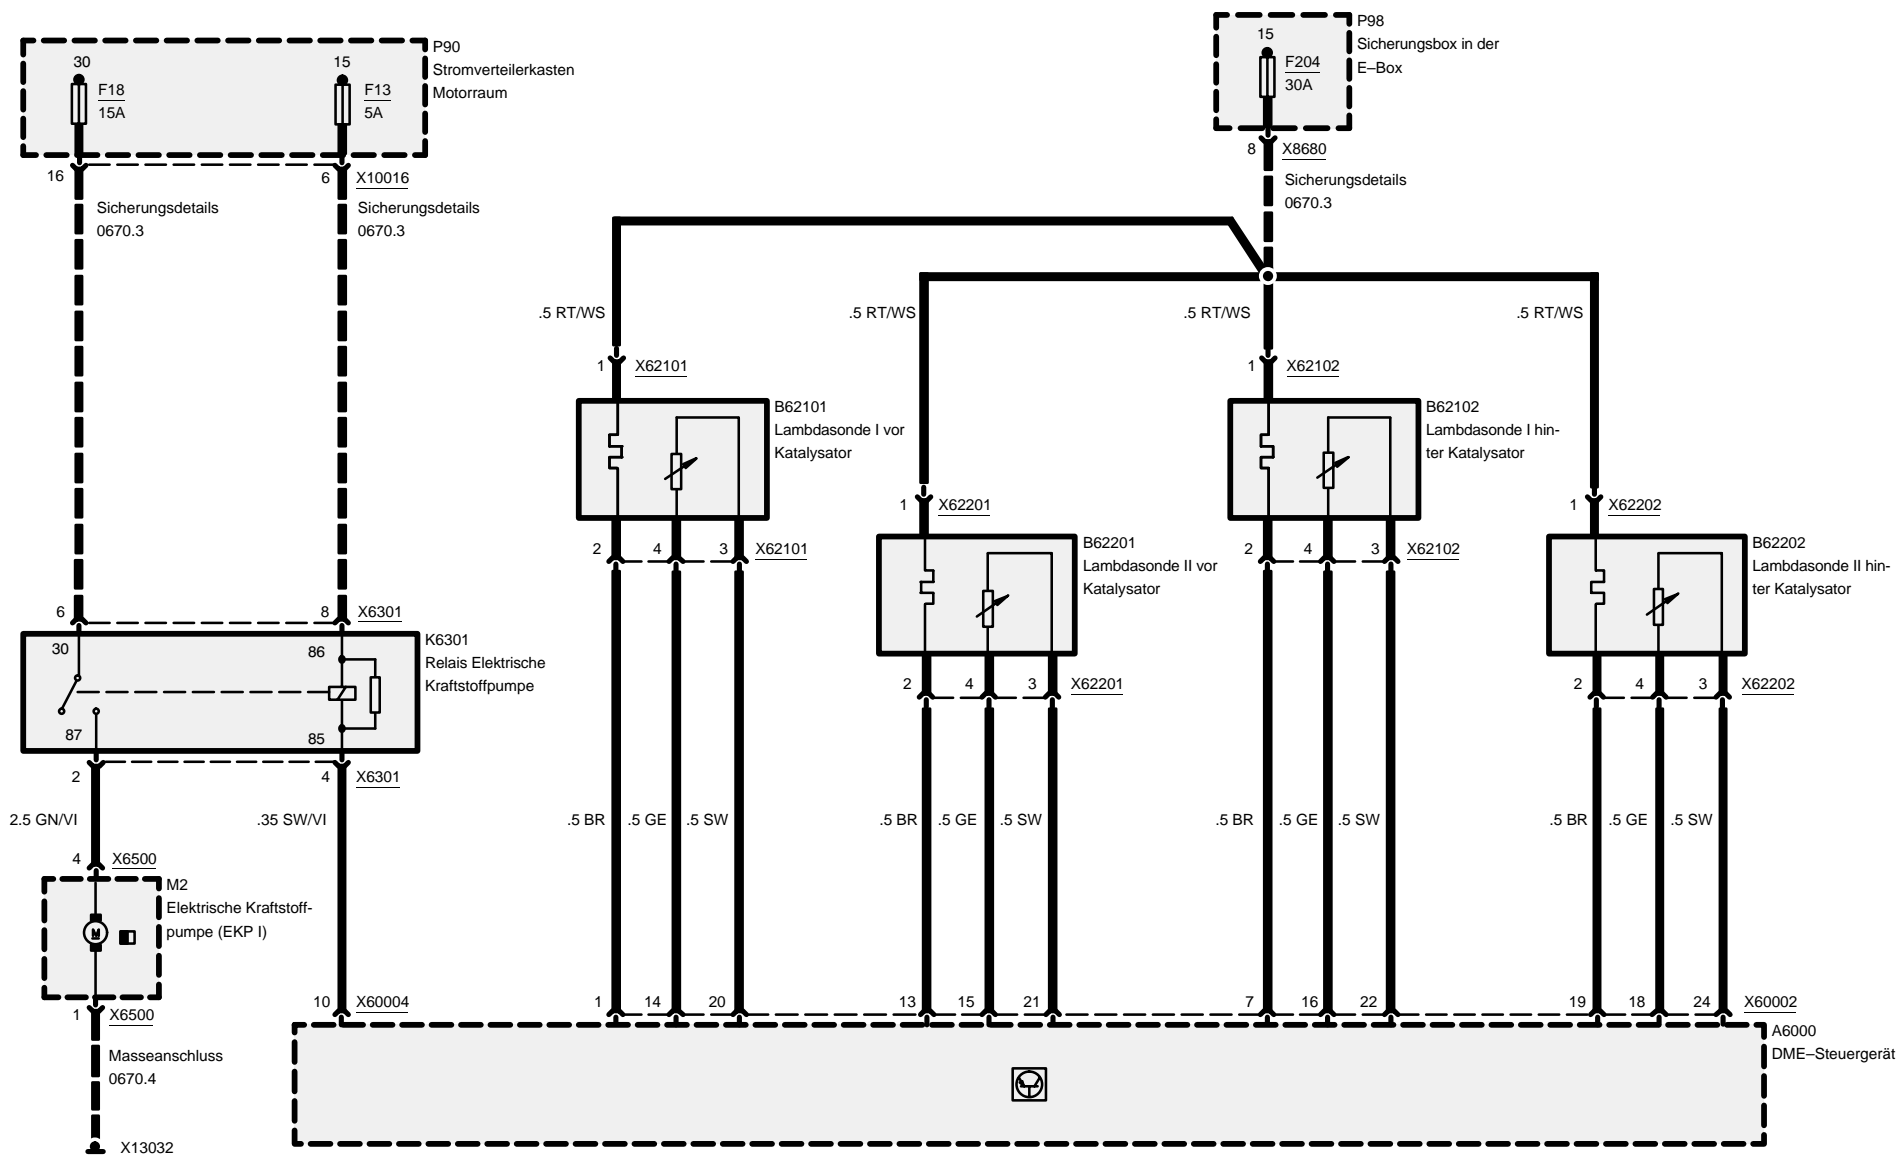 P90
Stromverteilerkasten
Motorraum
30
F18
15A
15
F13
5A
16
6
X10016
Sicherungsdetails
0670.3
Sicherungsdetails
0670.3
P98
Sicherungsbox in der
E–Box
15
F204
30A
8
X8680
Sicherungsdetails
0670.3
.5 RT/WS
.5 RT/WS
.5 RT/WS
.5 RT/WS
1
X62101
B62101
Lambdasonde I vor
Katalysator
2
4
3
X62101
1
X62201
B62201
Lambdasonde II vor
Katalysator
2
4
3
X62201
1
X62102
B62102
Lambdasonde I hin-
ter Katalysator
2
4
3
X62102
1
X62202
B62202
Lambdasonde II hin-
ter Katalysator
2
4
3
X62202
6
8
X6301
K6301
Relais Elektrische
Kraftstoffpumpe
30
86
87
85
2
4
X6301
2.5 GN/VI
.35 SW/VI
.5 BR
.5 GE
.5 SW
.5 BR
.5 GE
.5 SW
.5 BR
.5 GE
.5 SW
.5 BR
.5 GE
.5 SW
4
X6500
M2
Elektrische Kraftstoff-
pumpe (EKP I)
M
1
X6500
Masseanschluss
0670.4
X13032
10
X60004
1
14
20
13
15
21
7
16
22
19
18
24
X60002
A6000
DME–Steuergerät